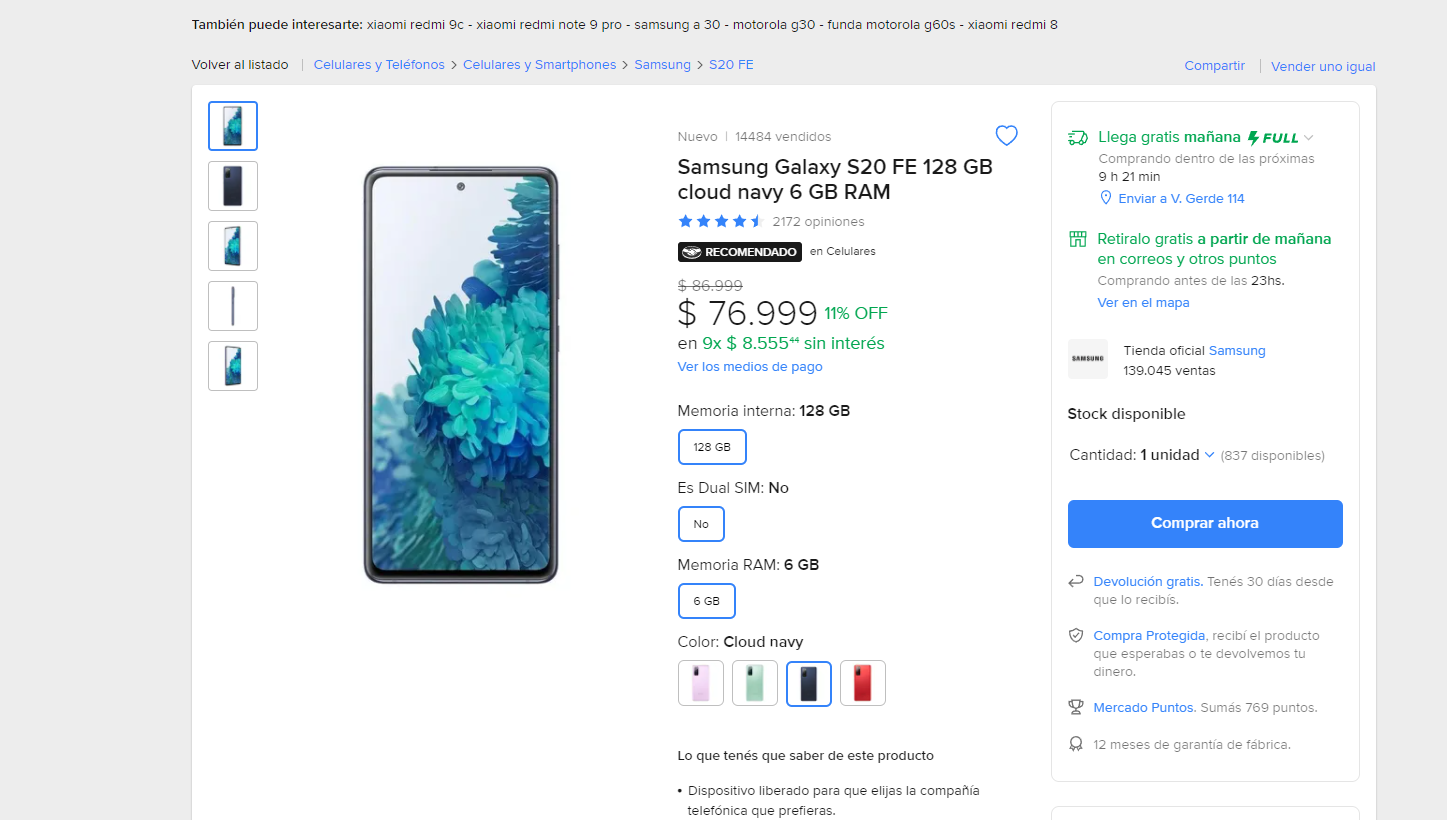 También puede interesarte: xiaomi redmi 9c - xiaomi redmi note 9 pro - samsung a 30 - motorola g30 - funda motorola g60s - xiaomi redmi 8
Volver al listado | Celulares y Teléfonos > Celulares y Smartphones > Samsung > S20 FE
Compartir | Vender uno igual
Nuevo | 14484 vendidos
Samsung Galaxy S20 FE 128 GB
cloud navy 6 GB RAM
2172 opiniones
RECOMENDADO en Celulares
$ 86.999
$ 76.999 11% OFF
en 9x $ 8.555⁴⁴ sin interés
Ver los medios de pago
Memoria interna: 128 GB
128 GB
Es Dual SIM: No
No
Memoria RAM: 6 GB
6 GB
Color: Cloud navy
Lo que tenés que saber de este producto
• Dispositivo liberado para que elijas la compañía
telefónica que prefieras.
Llega gratis mañana FULL
Comprando dentro de las próximas
9 h 21 min
Enviar a V. Gerde 114
Retiralo gratis a partir de mañana
en correos y otros puntos
Comprando antes de las 23hs.
Ver en el mapa
SAMSUNG
Tienda oficial Samsung
139.045 ventas
Stock disponible
Cantidad: 1 unidad (837 disponibles)
Comprar ahora
Devolución gratis. Tenés 30 días desde
que lo recibís.
Compra Protegida, recibí el producto
que esperabas o te devolvemos tu
dinero.
Mercado Puntos. Sumás 769 puntos.
12 meses de garantía de fábrica.